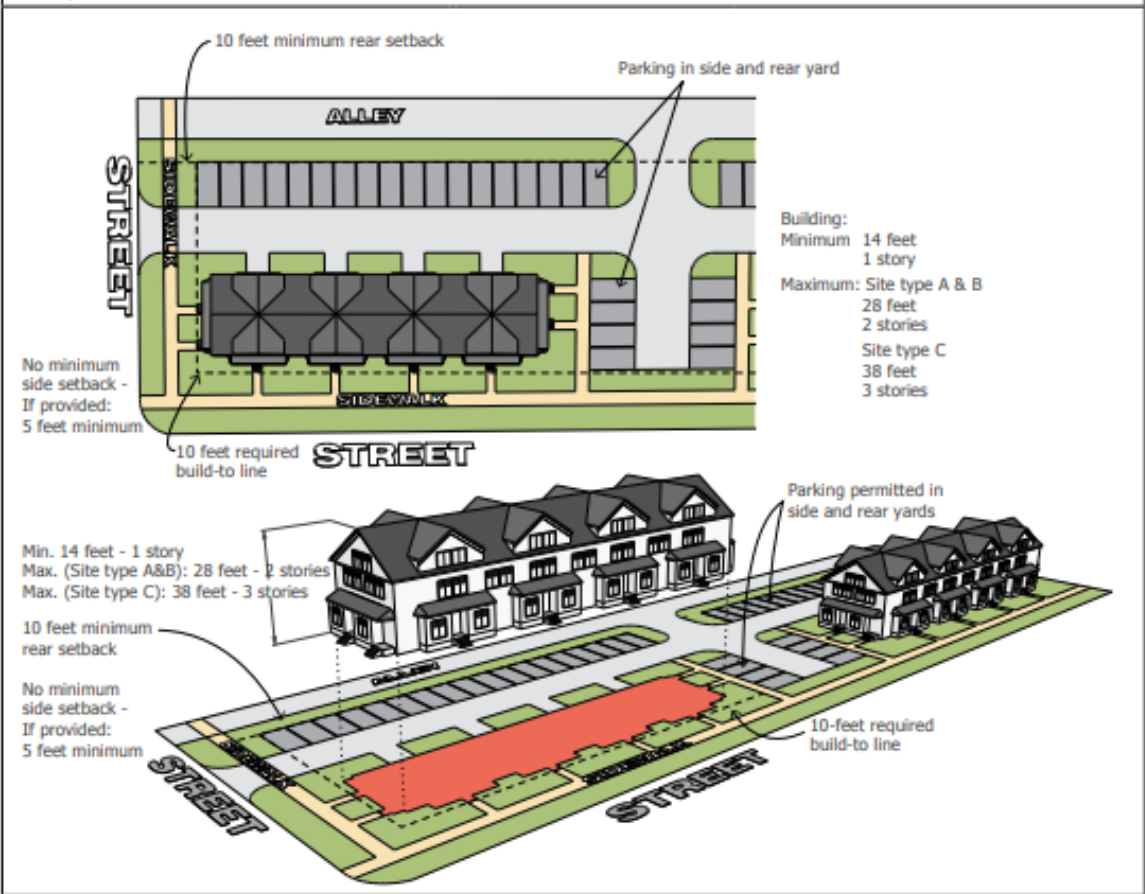 10 feet minimum rear setback
Parking in side and rear yard
ALLEY
STREET
SIDEWALK
Building:
Minimum 14 feet
1 story
Maximum: Site type A & B
28 feet
2 stories
Site type C
38 feet
3 stories
No minimum
side setback -
If provided:
5 feet minimum
SIDEWALK
10 feet required
build-to line
STREET
Parking permitted in
side and rear yards
Min. 14 feet - 1 story
Max. (Site type A&B): 28 feet - 2 stories
Max. (Site type C): 38 feet - 3 stories
10 feet minimum
rear setback
ALLEY
No minimum
side setback -
If provided:
5 feet minimum
10-feet required
build-to line
SIDEWALK
SIDEWALK
STREET
STREET